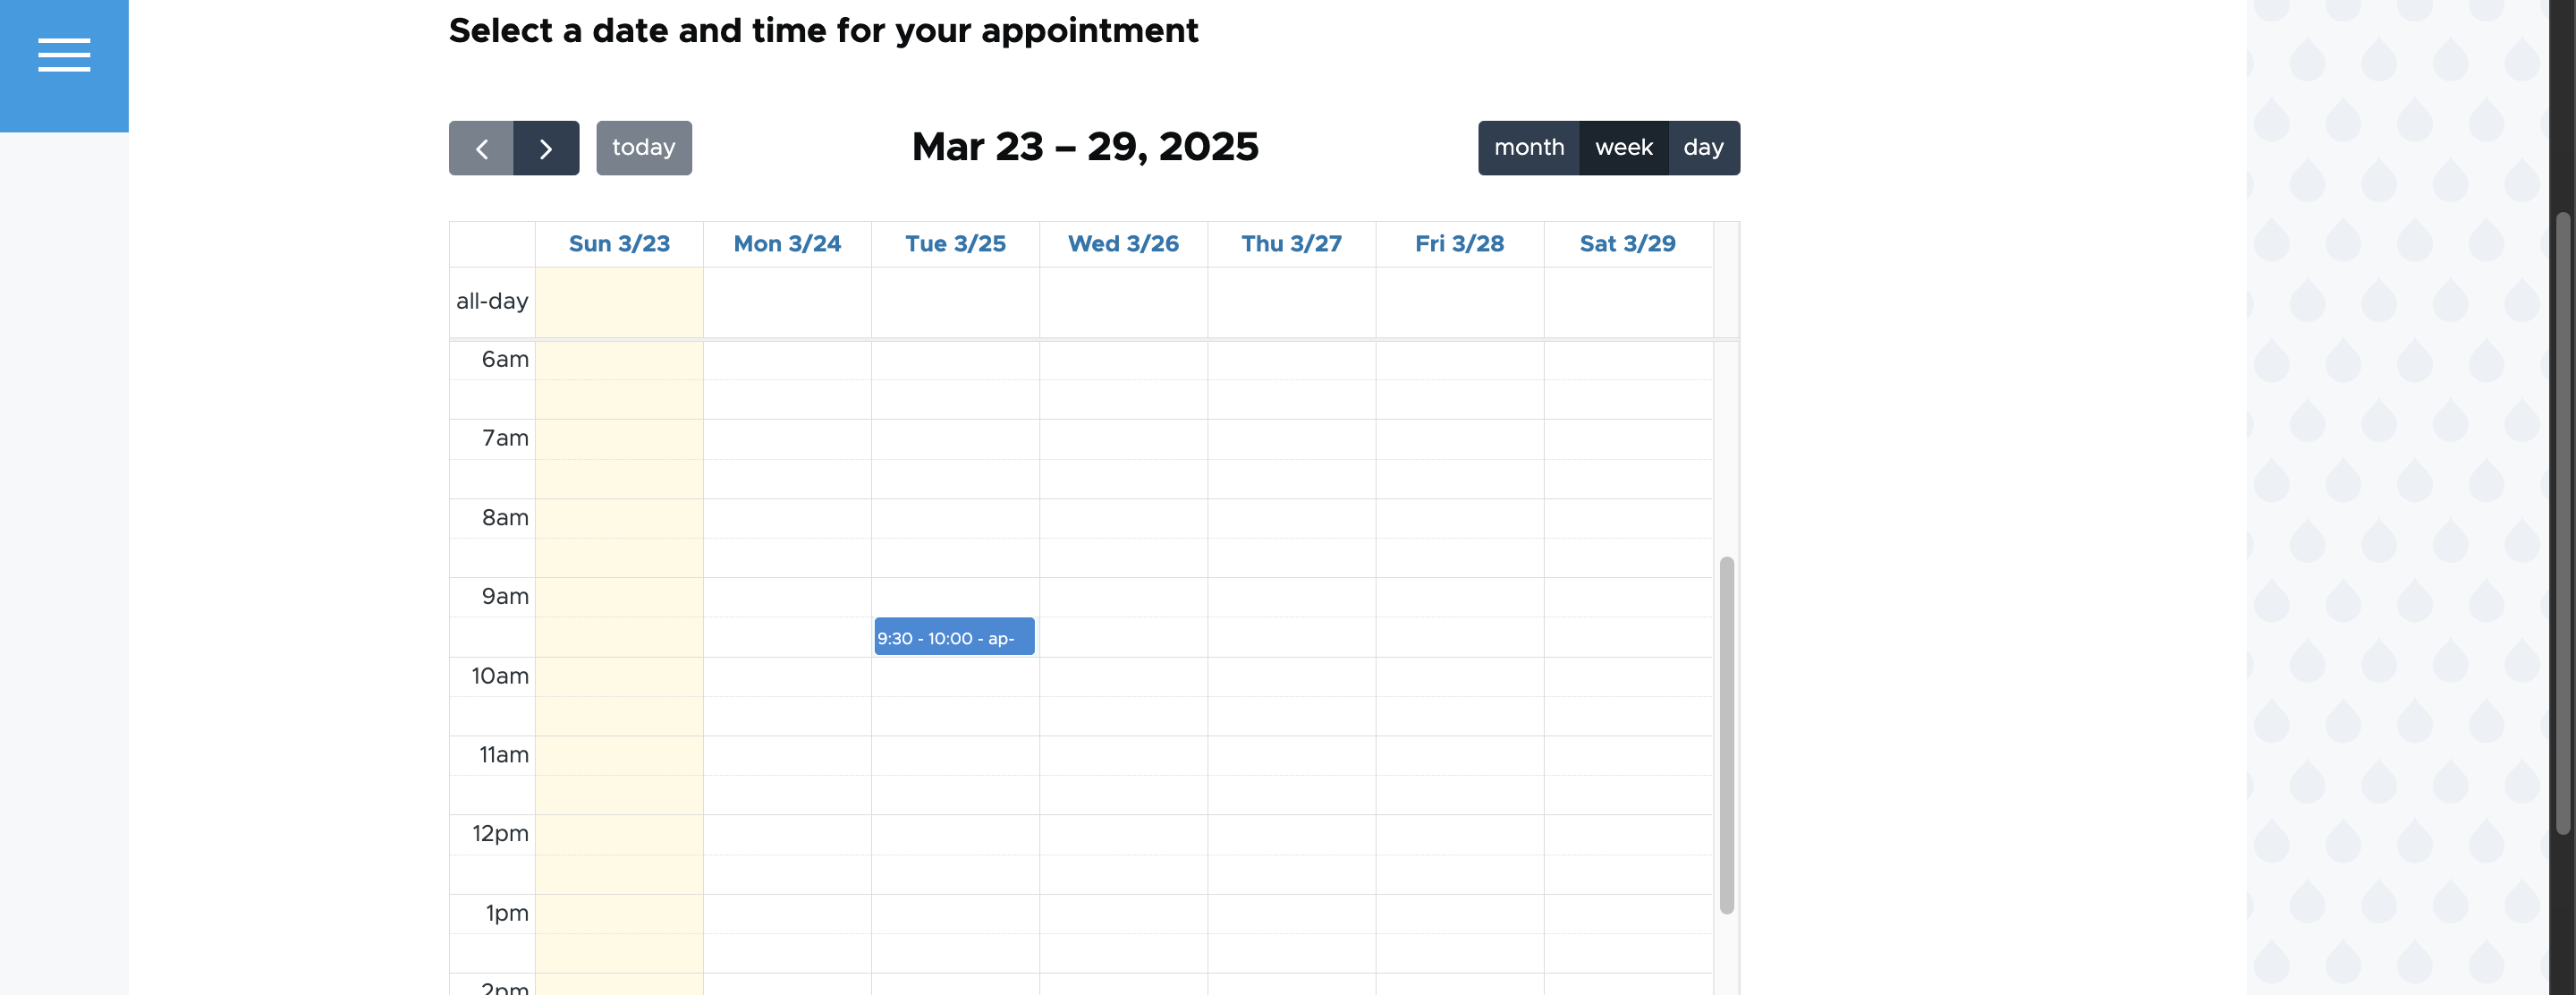 Select a date and time for your appointment
today
Mar 23 – 29, 2025
month week day
Sun 3/23 Mon 3/24 Tue 3/25 Wed 3/26 Thu 3/27 Fri 3/28 Sat 3/29
all-day
6am
7am
8am
9am
9:30 - 10:00 - ap-
10am
11am
12pm
1pm
2pm